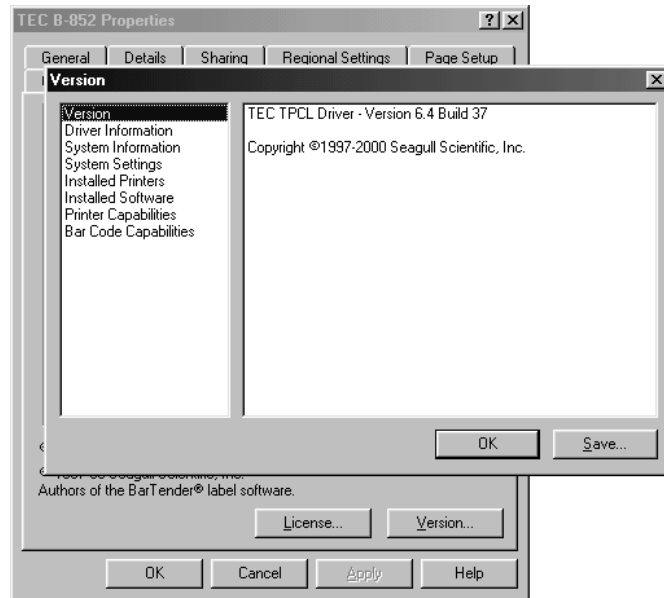 TEC B-852 Properties
General Details Sharing Regional Settings Page Setup
Version
Version
Driver Information
System Information
System Settings
Installed Printers
Installed Software
Printer Capabilities
Bar Code Capabilities
TEC TPCL Driver - Version 6.4 Build 37
Copyright ©1997-2000 Seagull Scientific, Inc.
OK Save...
Authors of the BarTender® label software.
License... Version...
OK Cancel Apply Help